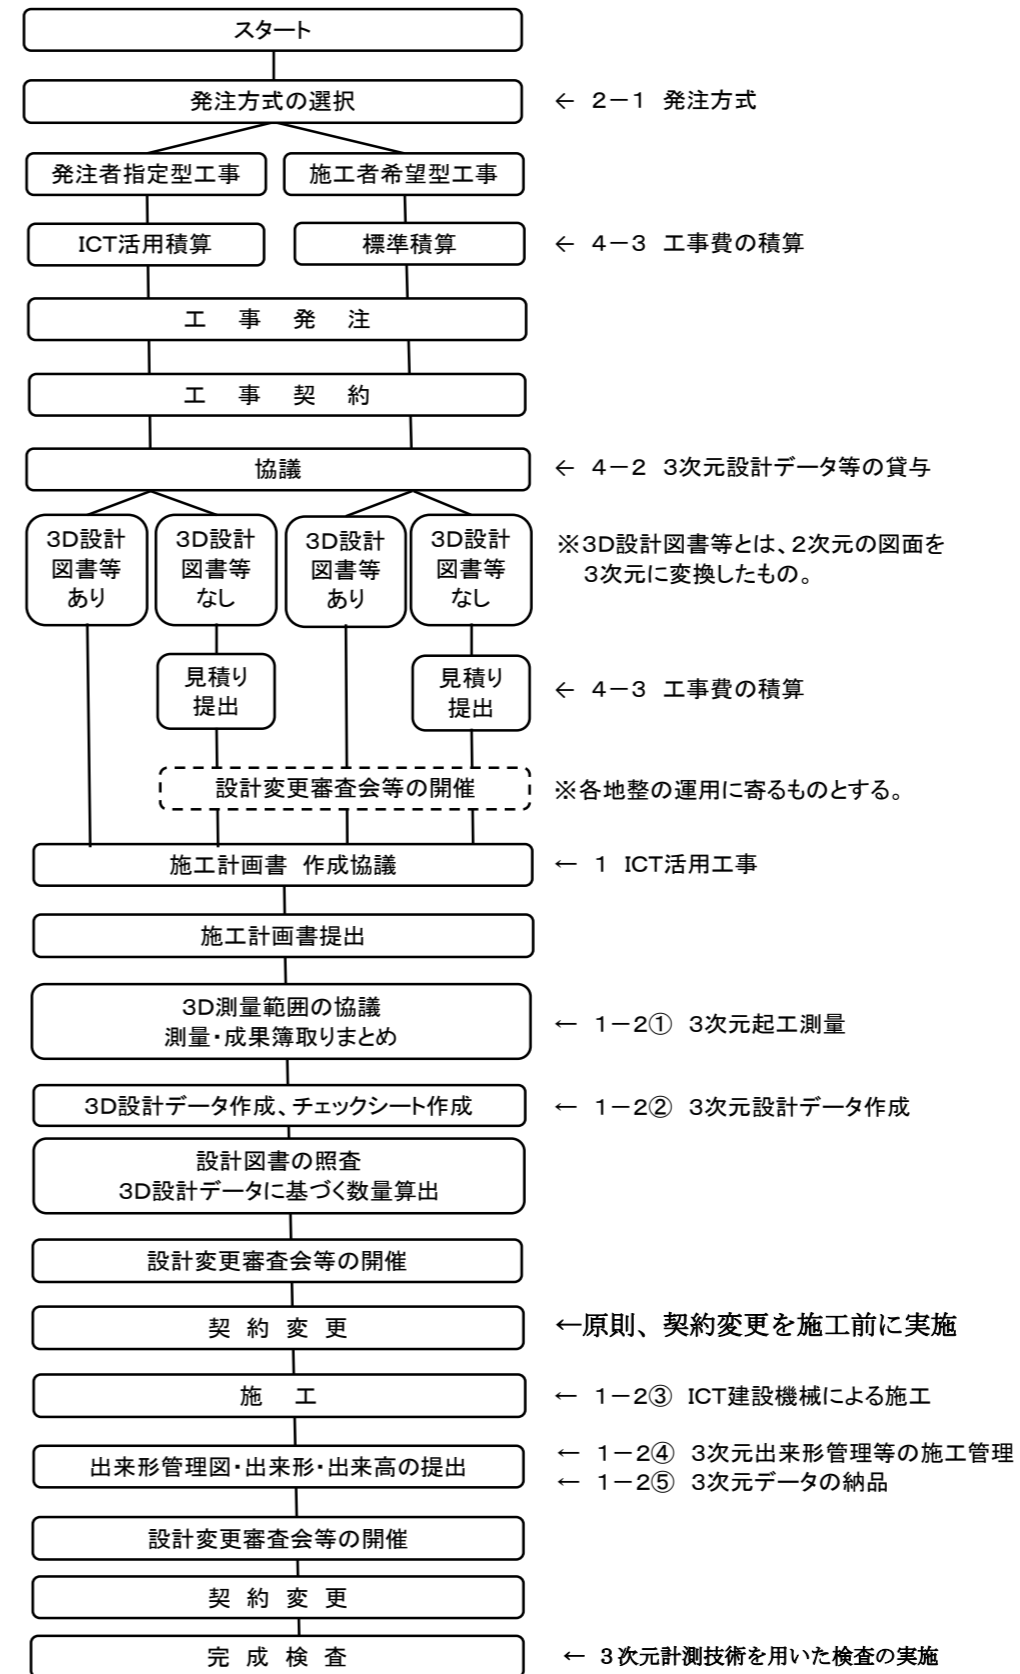 スタート
発注方式の選択
← 2－1 発注方式
発注者指定型工事
施工者希望型工事
ICT活用積算
標準積算
← 4－3 工事費の積算
工 事 発 注
工 事 契 約
協議
← 4－2 3次元設計データ等の貸与
3D設計
図書等
あり
3D設計
図書等
なし
3D設計
図書等
あり
3D設計
図書等
なし
※3D設計図書等とは、2次元の図面を
3次元に変換したもの。
見積り
提出
見積り
提出
← 4－3 工事費の積算
設計変更審査会等の開催
※各地整の運用に寄るものとする。
施工計画書 作成協議
← 1 ICT活用工事
施工計画書提出
3D測量範囲の協議
測量・成果簿取りまとめ
← 1－2① 3次元起工測量
3D設計データ作成、チェックシート作成
← 1－2② 3次元設計データ作成
設計図書の照査
3D設計データに基づく数量算出
設計変更審査会等の開催
契 約 変 更
←原則、契約変更を施工前に実施
施 工
← 1－2③ ICT建設機械による施工
出来形管理図・出来形・出来高の提出
← 1－2④ 3次元出来形管理等の施工管理
← 1－2⑤ 3次元データの納品
設計変更審査会等の開催
契 約 変 更
完 成 検 査
← 3次元計測技術を用いた検査の実施